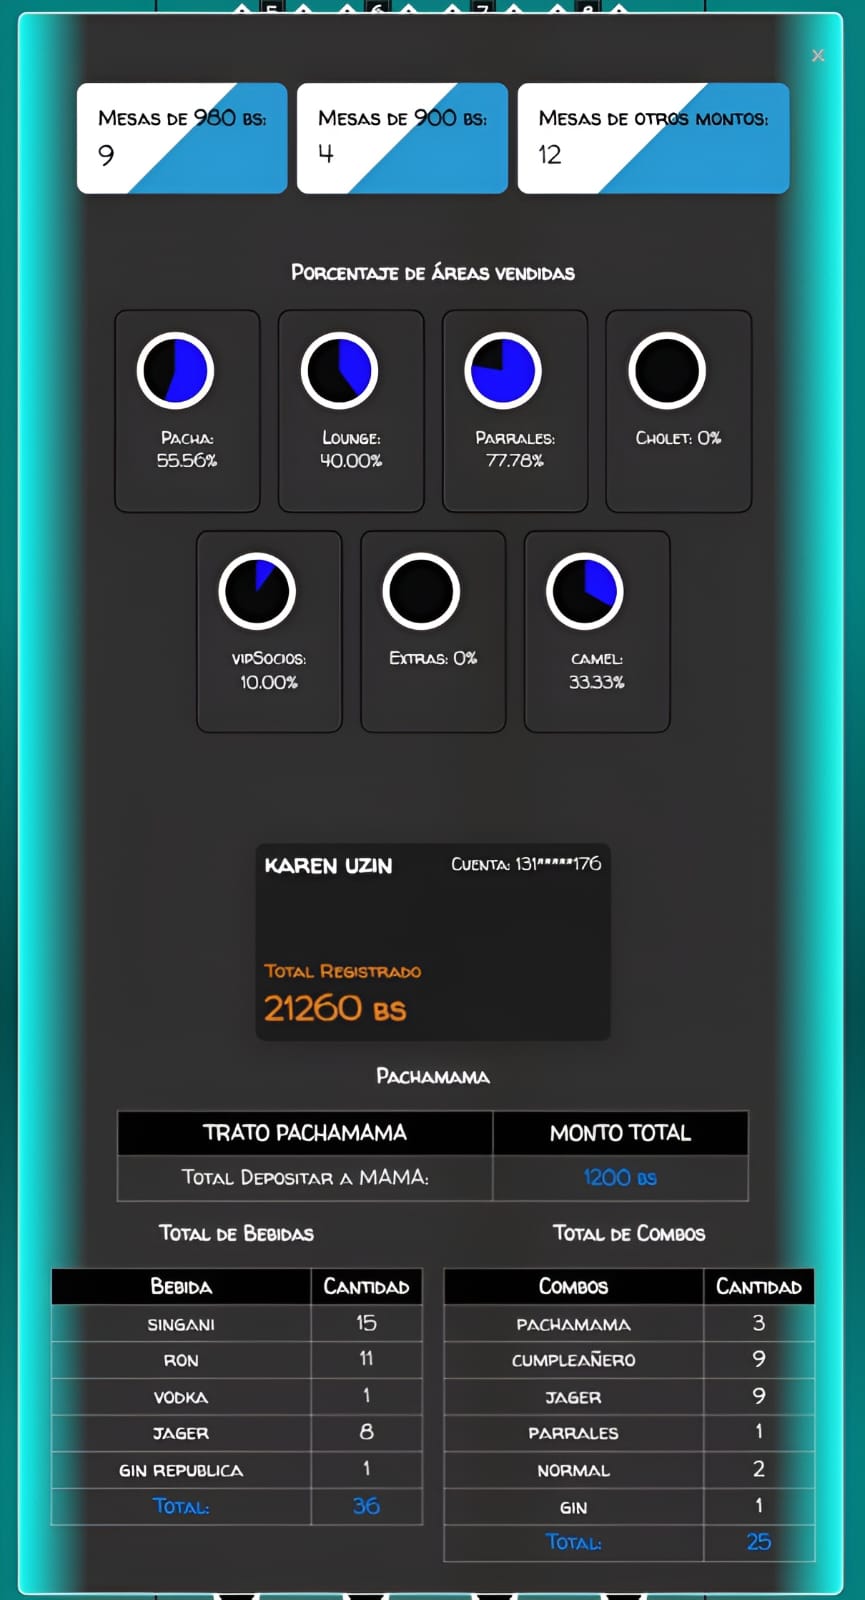 5 6 7 8
x
Mesas de 980 bs:
9
Mesas de 900 bs:
4
Mesas de otros montos:
12
Porcentaje de áreas vendidas
Pacha:
55.56%
Lounge:
40.00%
Parrales:
77.78%
Cholet: 0%
vipSocios:
10.00%
Extras: 0%
camel:
33.33%
KAREN UZIN
Cuenta: 131*****176
Total Registrado
21260 bs
Pachamama
TRATO PACHAMAMA MONTO TOTAL
Total Depositar a MAMA: 1200 bs
Total de Bebidas
Bebida Cantidad
singani 15
ron 11
vodka 1
jager 8
gin republica 1
Total: 36
Total de Combos
Combos Cantidad
pachamama 3
cumpleañero 9
jager 9
parrales 1
normal 2
gin 1
Total: 25